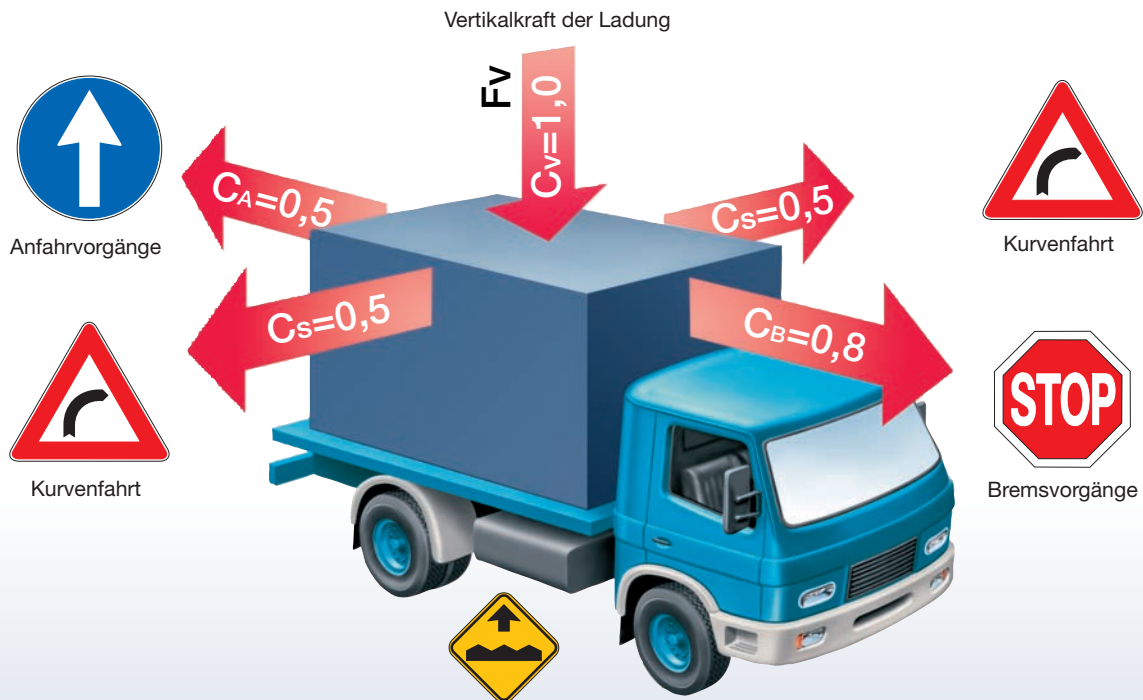 Vertikalkraft der Ladung
Fv
Cv=1,0
CA=0,5
Cs=0,5
Anfahrvorgänge
Kurvenfahrt
Cs=0,5
CB=0,8
STOP
Kurvenfahrt
Bremsvorgänge